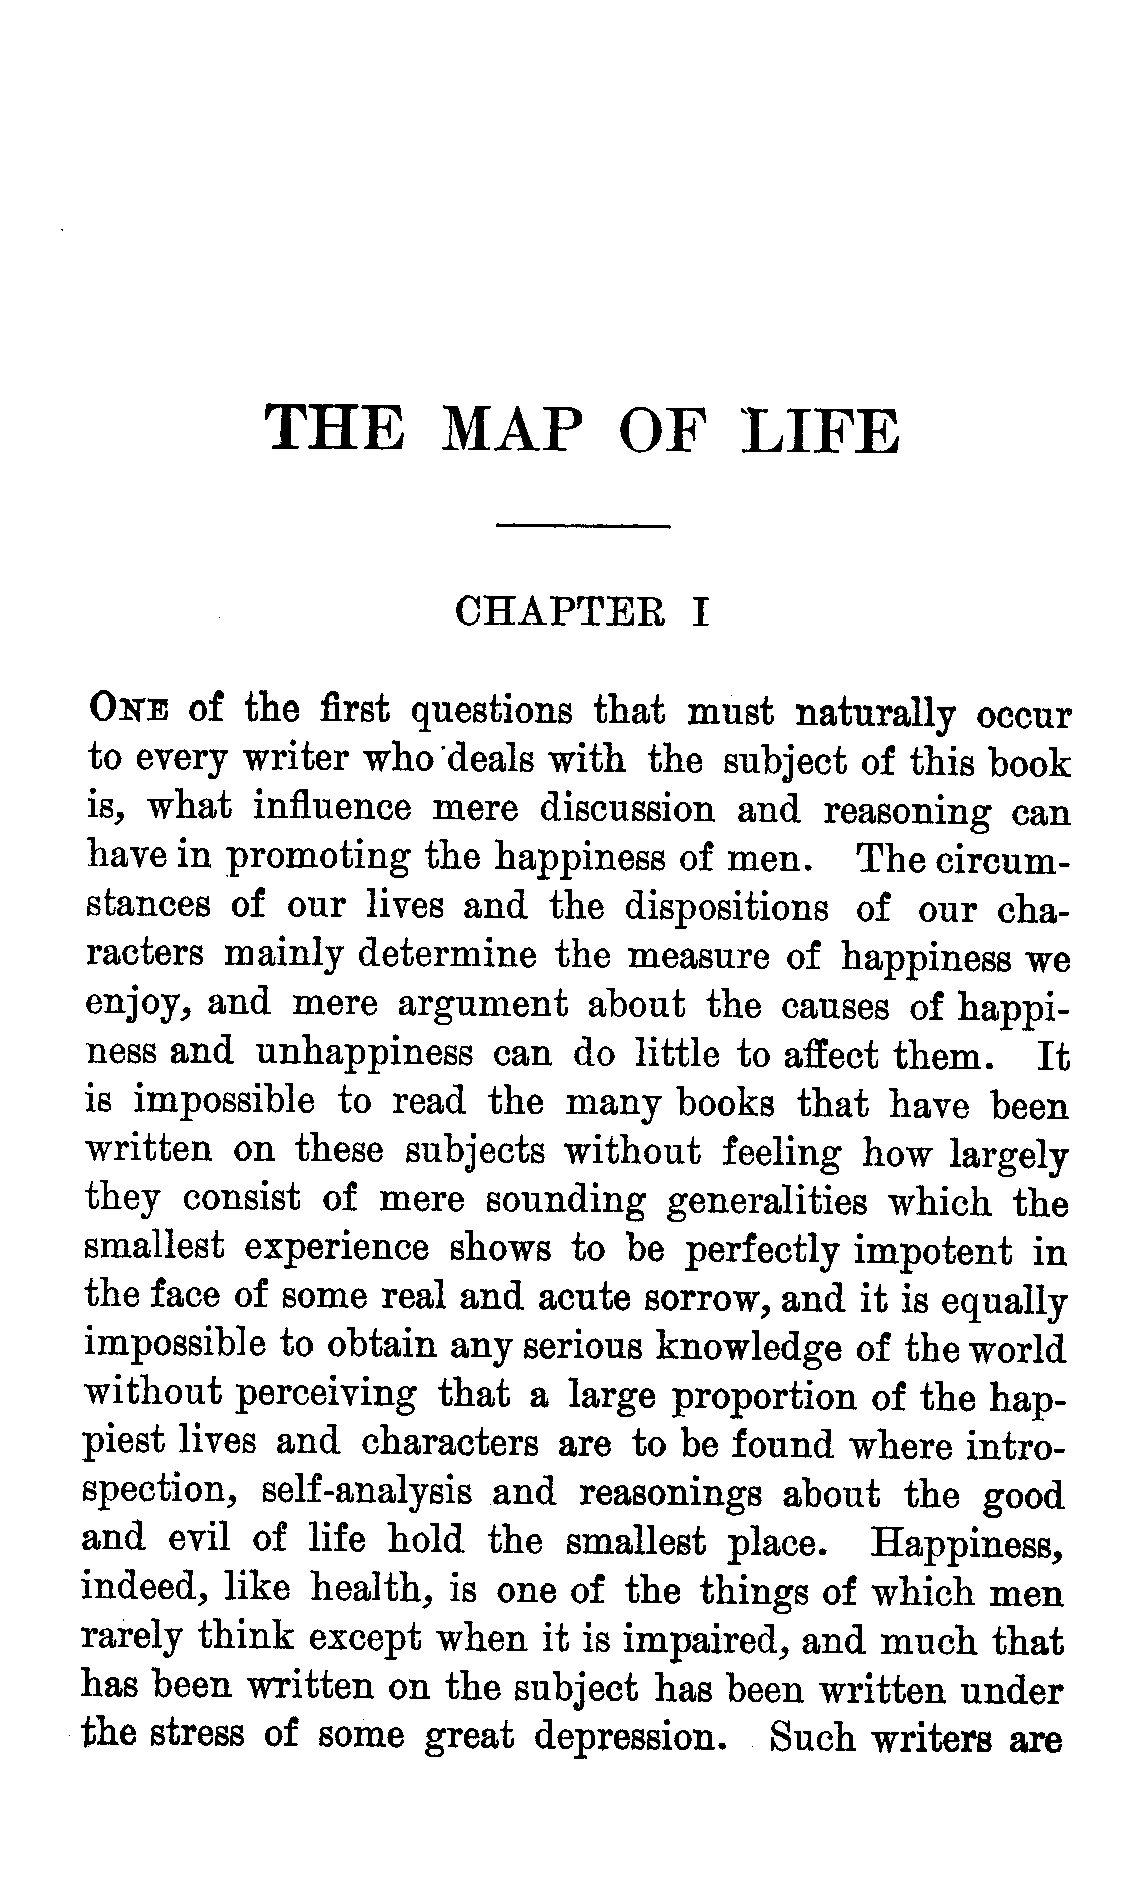 THE MAP OF LIFE
CHAPTER I
ONE of the first questions that must naturally occur
to every writer who deals with the subject of this book
is, what influence mere discussion and reasoning can
have in promoting the happiness of men. The circum-
stances of our lives and the dispositions of our cha-
racters mainly determine the measure of happiness we
enjoy, and mere argument about the causes of happi-
ness and unhappiness can do little to affect them. It
is impossible to read the many books that have been
written on these subjects without feeling how largely
they consist of mere sounding generalities which the
smallest experience shows to be perfectly impotent in
the face of some real and acute sorrow, and it is equally
impossible to obtain any serious knowledge of the world
without perceiving that a large proportion of the hap-
piest lives and characters are to be found where intro-
spection, self-analysis and reasonings about the good
and evil of life hold the smallest place. Happiness,
indeed, like health, is one of the things of which men
rarely think except when it is impaired, and much that
has been written on the subject has been written under
the stress of some great depression. Such writers are